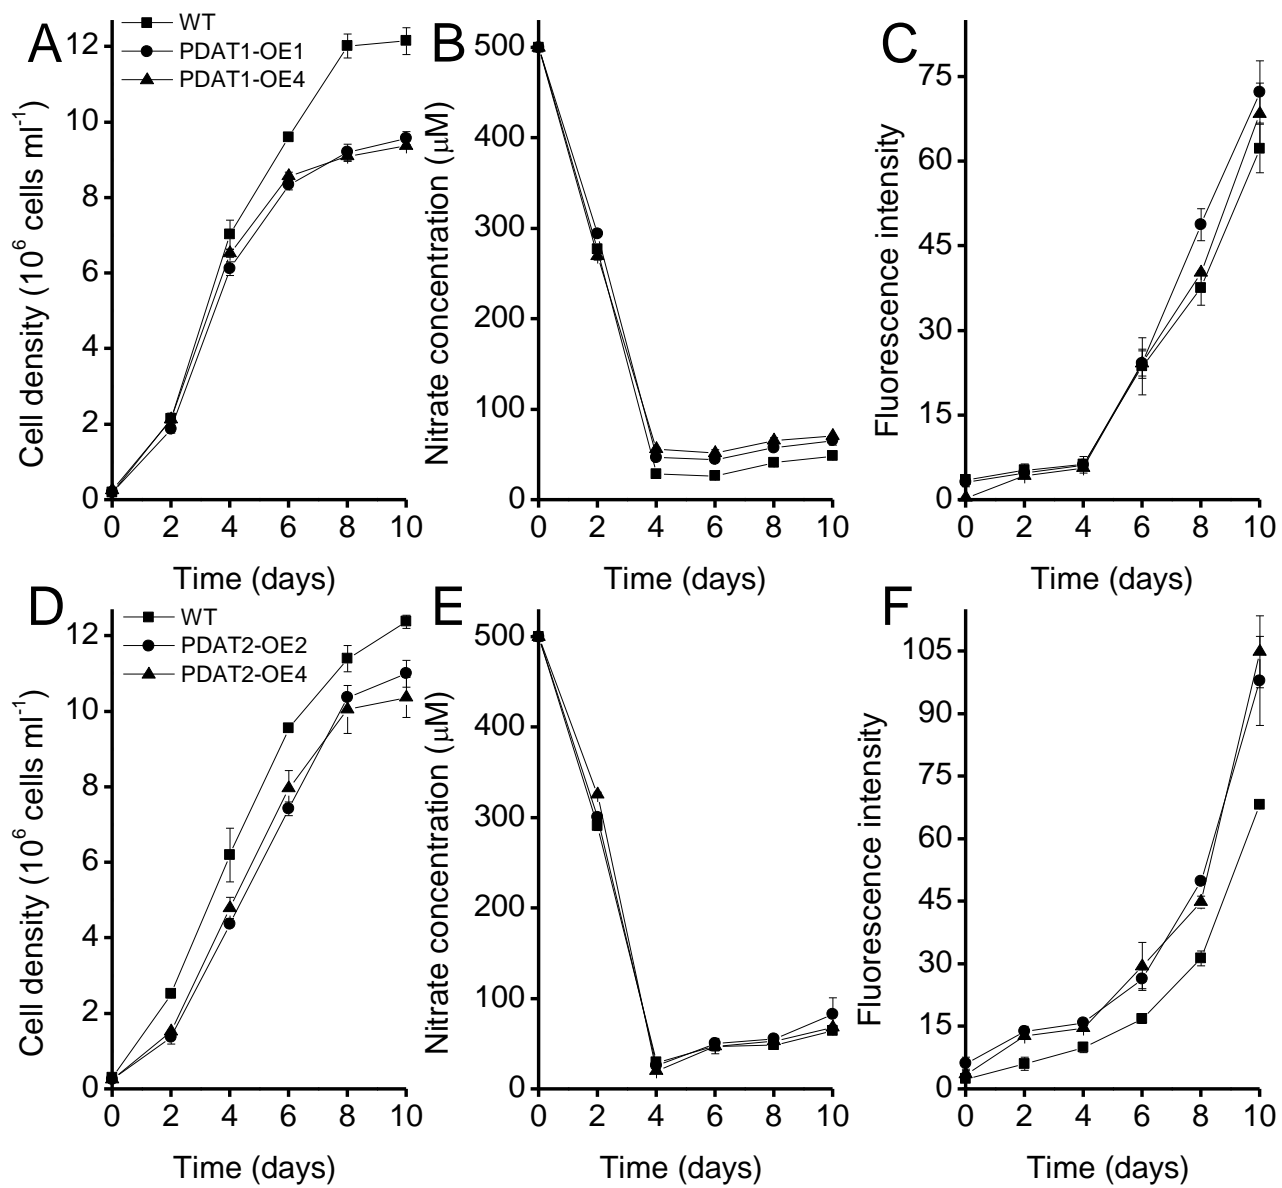 A
WT
PDAT1-OE1
PDAT1-OE4
Cell density (10⁶ cells ml⁻¹)
12
10
8
6
4
2
0
0 2 4 6 8 10
Time (days)
B
Nitrate concentration (μM)
500
400
300
200
100
0
0 2 4 6 8 10
Time (days)
C
Fluorescence intensity
75
60
45
30
15
0
0 2 4 6 8 10
Time (days)
D
WT
PDAT2-OE2
PDAT2-OE4
Cell density (10⁶ cells ml⁻¹)
12
10
8
6
4
2
0
0 2 4 6 8 10
Time (days)
E
Nitrate concentration (μM)
500
400
300
200
100
0
0 2 4 6 8 10
Time (days)
F
Fluorescence intensity
105
90
75
60
45
30
15
0
0 2 4 6 8 10
Time (days)